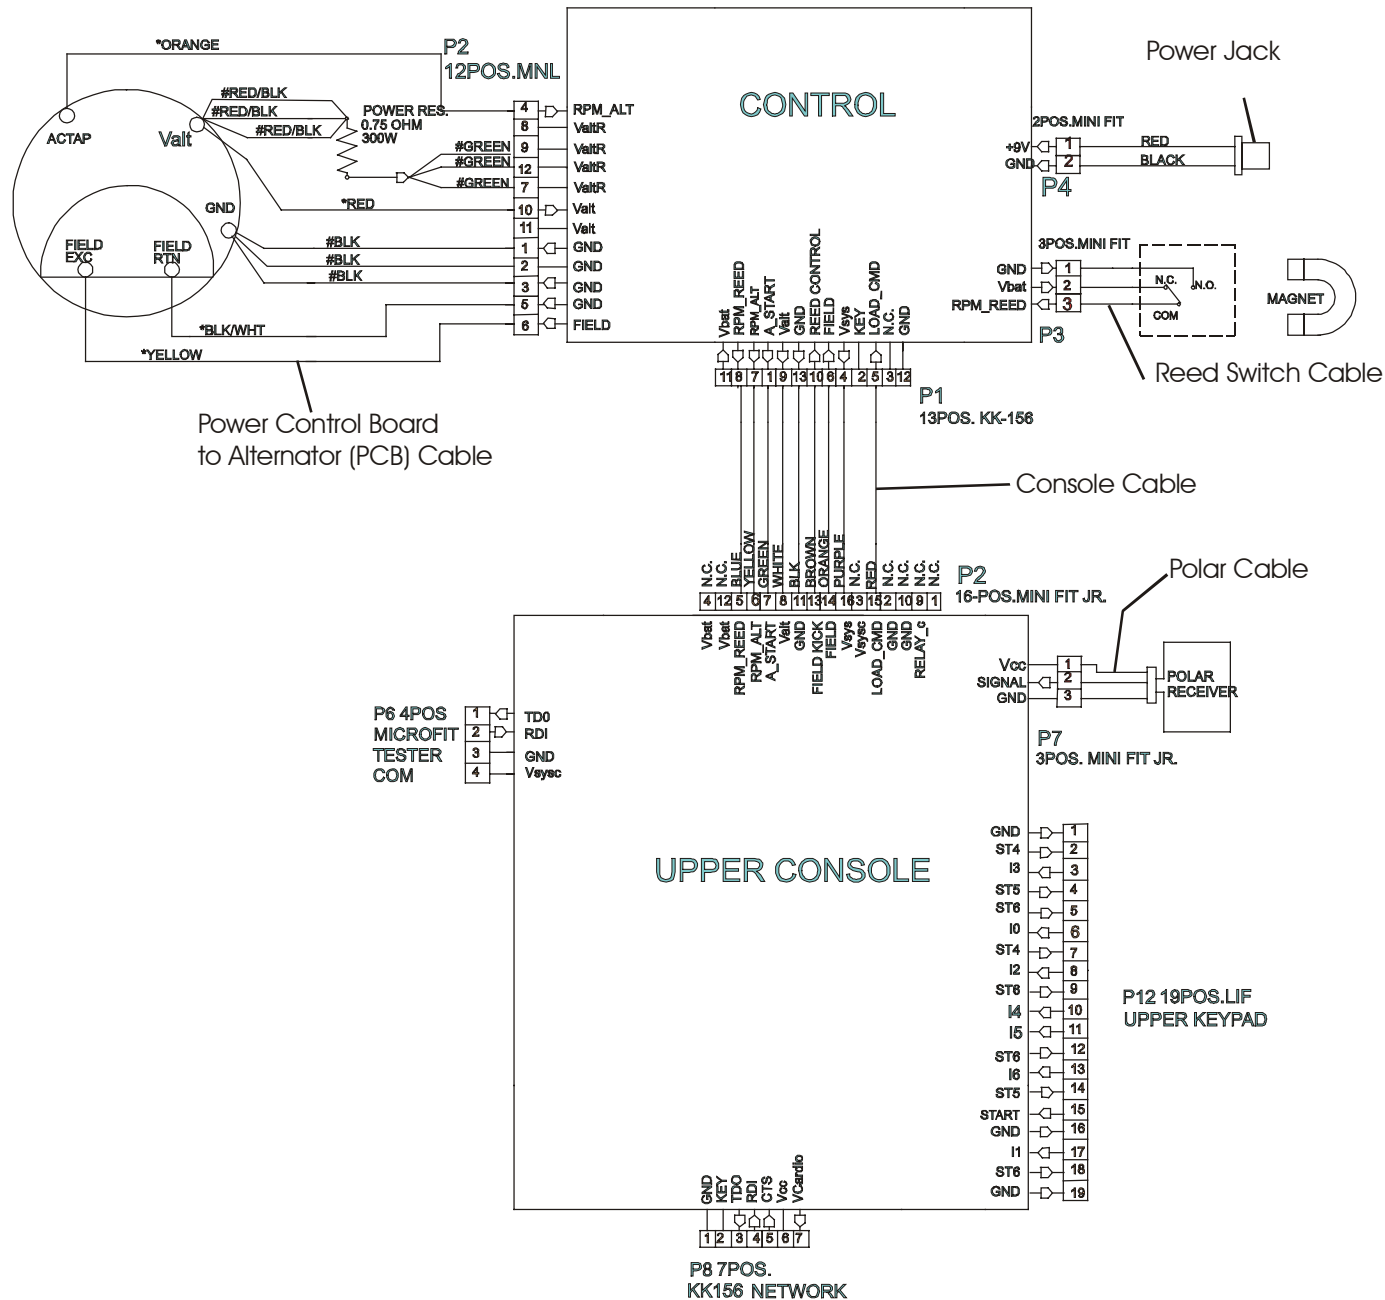 *ORANGE
P2
12POS.MNL
#RED/BLK
#RED/BLK
#RED/BLK
POWER RES.
0.75 OHM
300W
ACTAP
Valt
GND
FIELD
EXC
FIELD
RTN
#GREEN
#GREEN
#GREEN
*RED
#BLK
#BLK
#BLK
*BLK/WHT
*YELLOW
4 RPM_ALT
8 ValtR
9 ValtR
12 ValtR
7 ValtR
10 Valt
11 Valt
1 GND
2 GND
3 GND
5 GND
6 FIELD
CONTROL
Power Jack
2POS.MINI FIT
+9V 1 RED
GND 2 BLACK
P4
3POS.MINI FIT
GND 1
Vbat 2
RPM_REED 3
P3
N.C.
N.O.
COM
MAGNET
Reed Switch Cable
Power Control Board
to Alternator (PCB) Cable
Vbat RPM_REED RPM_ALT A_START Valt GND REED CONTROL FIELD Vsys KEY LOAD_CMD N.C. GND
11 8 7 1 9 13 10 6 4 2 5 3 12
P1
13POS. KK-156
Console Cable
N.C. N.C. BLUE YELLOW GREEN WHITE BLK BROWN ORANGE PURPLE N.C. RED N.C. N.C. N.C. N.C.
4 12 5 6 7 8 11 13 14 16 3 15 2 10 9 1
P2
16-POS.MINI FIT JR.
Vbat Vbat RPM_REED RPM_ALT A_START Valt GND FIELD KICK FIELD Vsys Vsysc LOAD_CMD GND GND RELAY_c
Polar Cable
Vcc 1
SIGNAL 2
GND 3
POLAR
RECEIVER
P7
3POS. MINI FIT JR.
P6 4POS
MICROFIT
TESTER
COM
1 TD0
2 RDI
3 GND
4 Vsysc
UPPER CONSOLE
GND 1
ST4 2
I3 3
ST5 4
ST6 5
I0 6
ST4 7
I2 8
ST6 9
I4 10
I5 11
ST6 12
I6 13
ST5 14
START 15
GND 16
I1 17
ST6 18
GND 19
P12 19POS.LIF
UPPER KEYPAD
GND KEY TDO RDI CTS Vcc VCardio
1 2 3 4 5 6 7
P8 7POS.
KK156 NETWORK